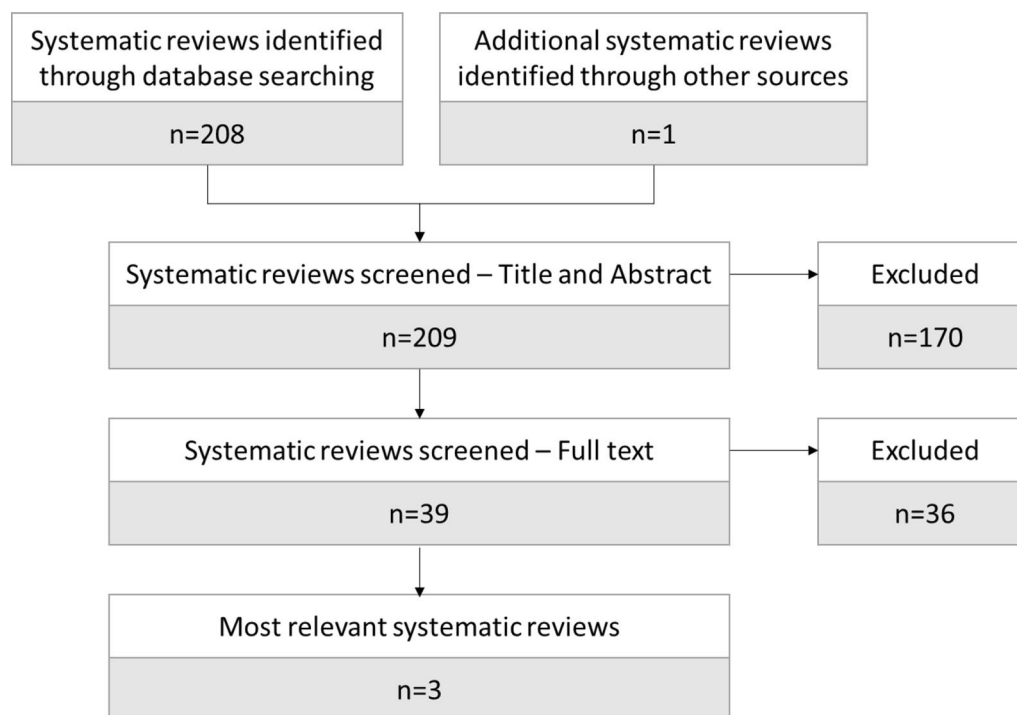 Systematic reviews identified
through database searching
n=208
Additional systematic reviews
identified through other sources
n=1
Systematic reviews screened – Title and Abstract
n=209
Excluded
n=170
Systematic reviews screened – Full text
n=39
Excluded
n=36
Most relevant systematic reviews
n=3